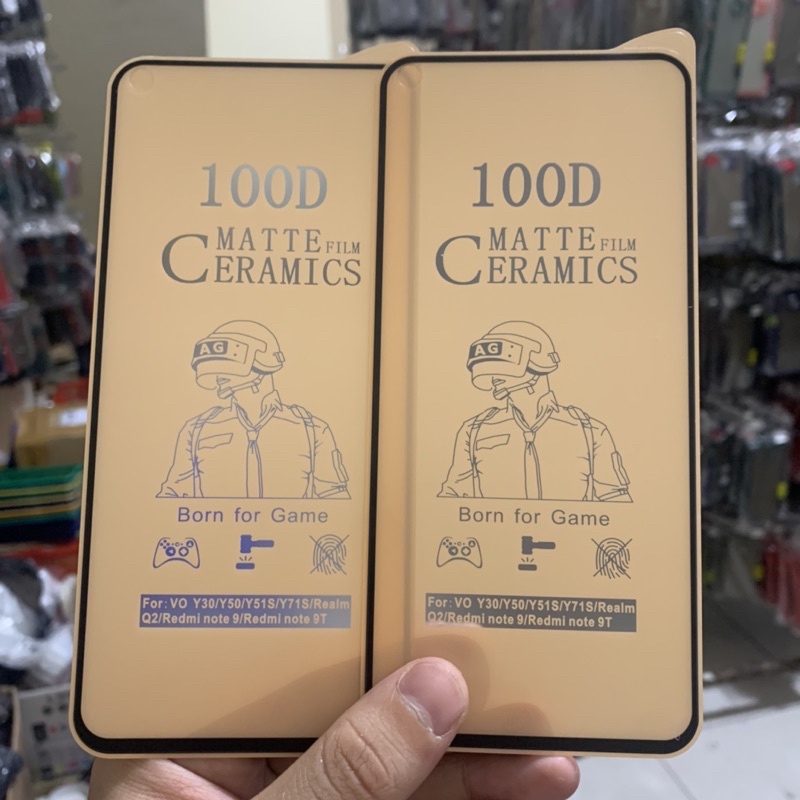 100D
MATTE FILM
CERAMICS
AG
Born for Game
For: VO Y30/Y50/Y51S/Y71S/Realm
Q2/Redmi note 9/Redmi note 9T
100D
MATTE FILM
CERAMICS
AG
Born for Game
For: VO Y30/Y50/Y51S/Y71S/Realm
Q2/Redmi note 9/Redmi note 9T